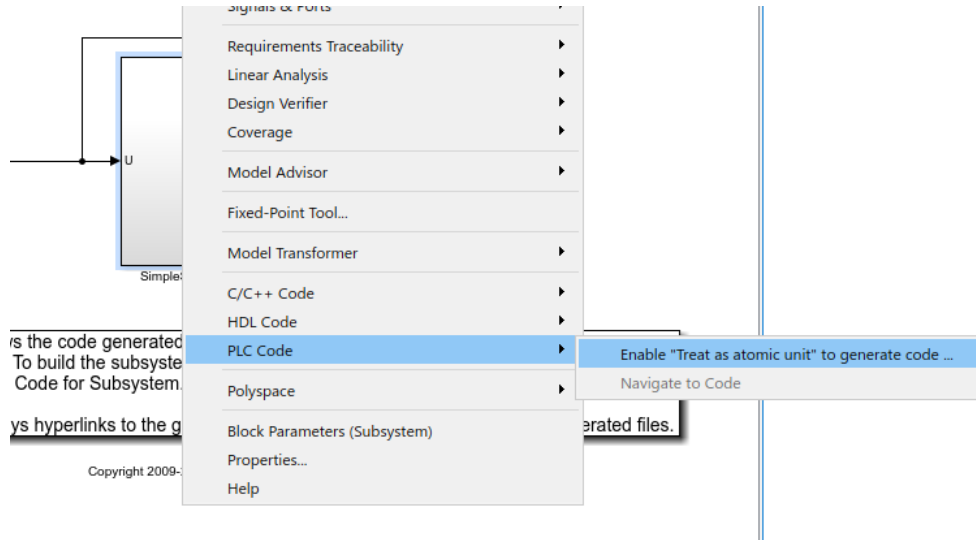 Signals & Ports
Requirements Traceability
Linear Analysis
Design Verifier
Coverage
U
Model Advisor
Fixed-Point Tool...
Model Transformer
Simple
C/C++ Code
HDL Code
's the code generated
PLC Code
Enable "Treat as atomic unit" to generate code ...
To build the subsyste
Code for Subsystem.
Navigate to Code
Polyspace
ys hyperlinks to the g
erated files.
Block Parameters (Subsystem)
Properties...
Copyright 2009-
Help